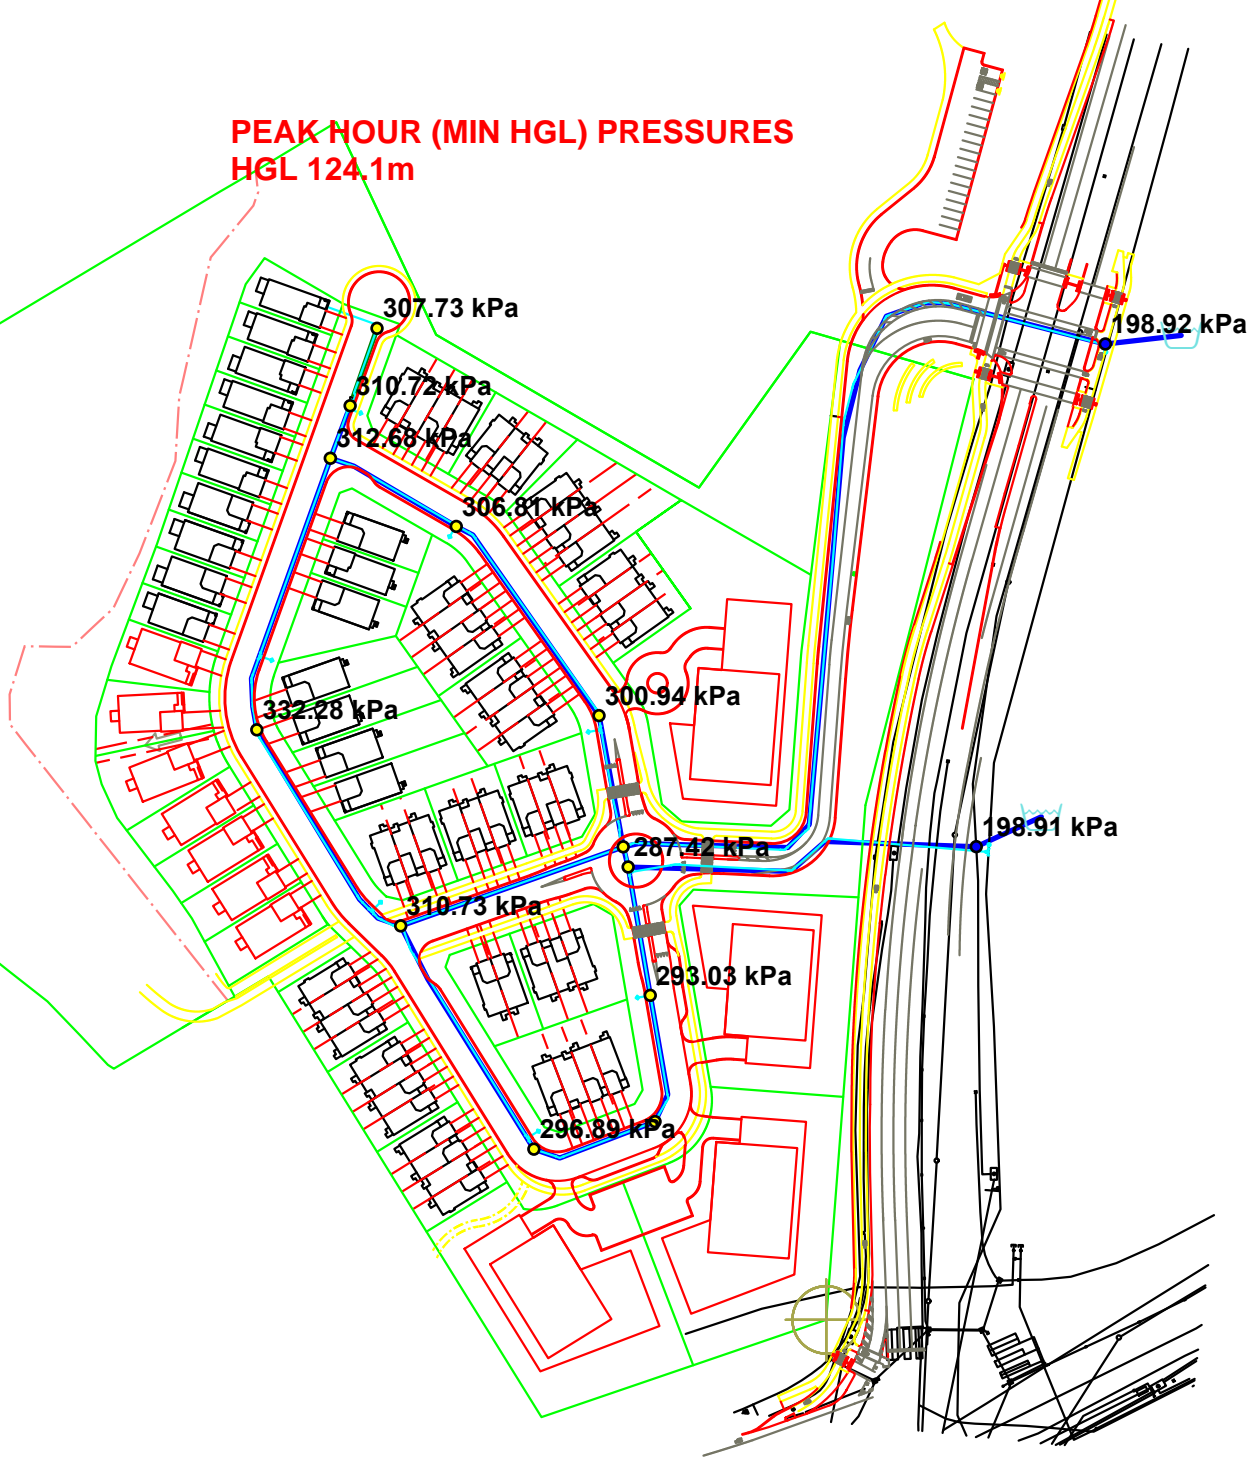 PEAK HOUR (MIN HGL) PRESSURES
HGL 124.1m
307.73 kPa
198.92 kPa
310.72 kPa
312.68 kPa
306.81 kPa
300.94 kPa
332.28 kPa
198.91 kPa
287.42 kPa
310.73 kPa
293.03 kPa
296.89 kPa